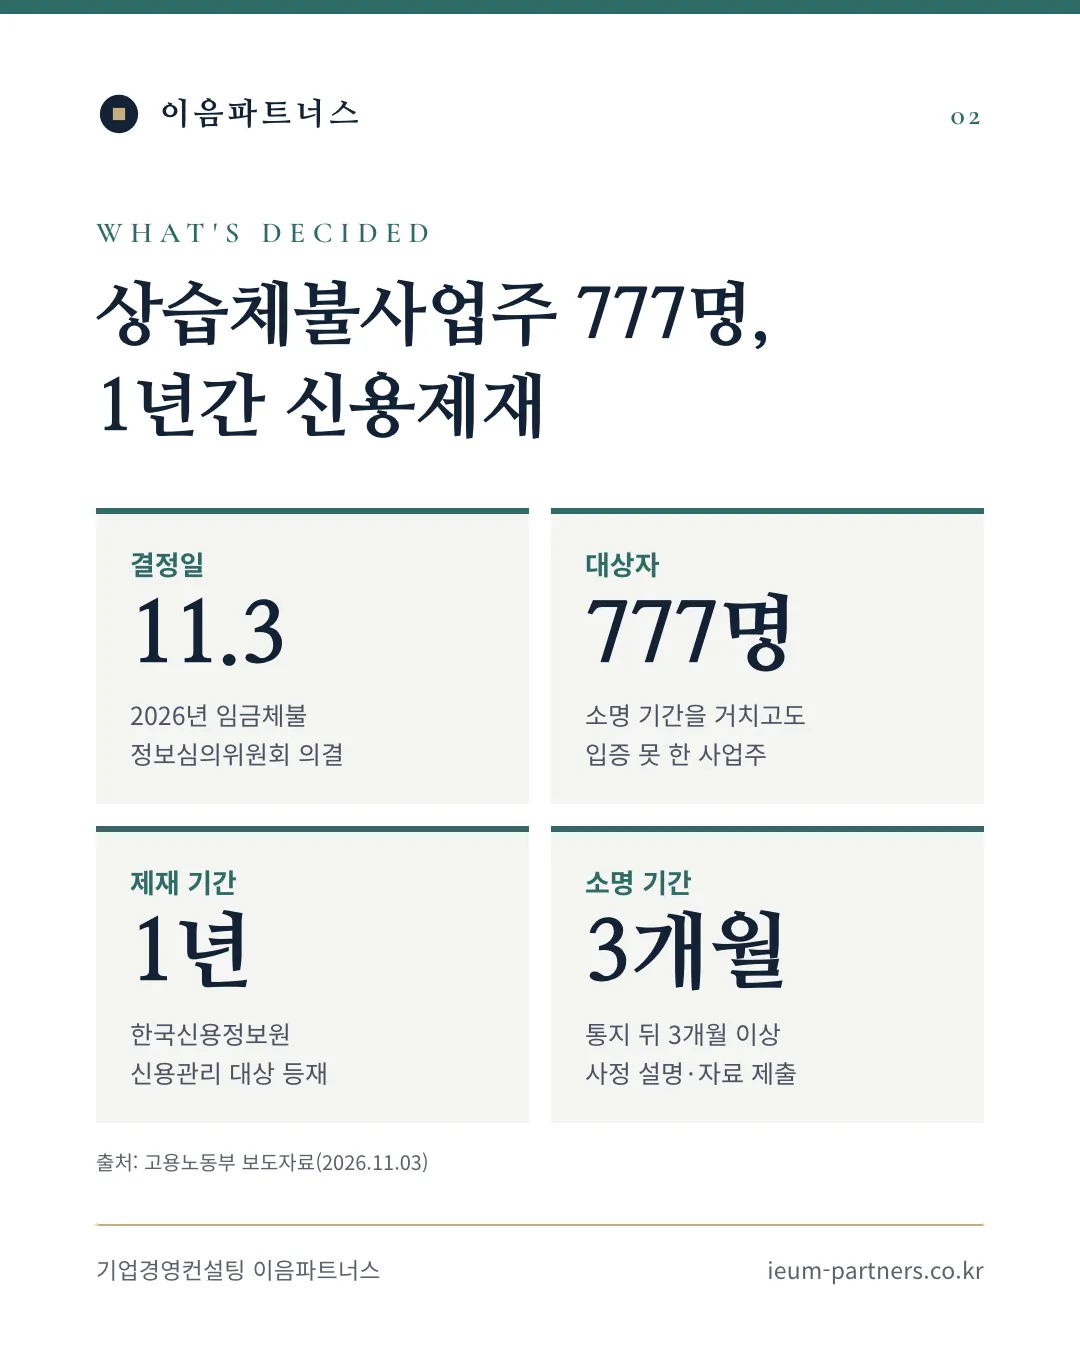 이음파트너스
02
WHAT'S DECIDED
상습체불사업주 777명,
1년간 신용제재
결정일
11.3
2026년 임금체불
정보심의위원회 의결
대상자
777명
소명 기간을 거치고도
입증 못 한 사업주
제재 기간
1년
한국신용정보원
신용관리 대상 등재
소명 기간
3개월
통지 뒤 3개월 이상
사정 설명·자료 제출
출처: 고용노동부 보도자료(2026.11.03)
기업경영컨설팅 이음파트너스
ieum-partners.co.kr